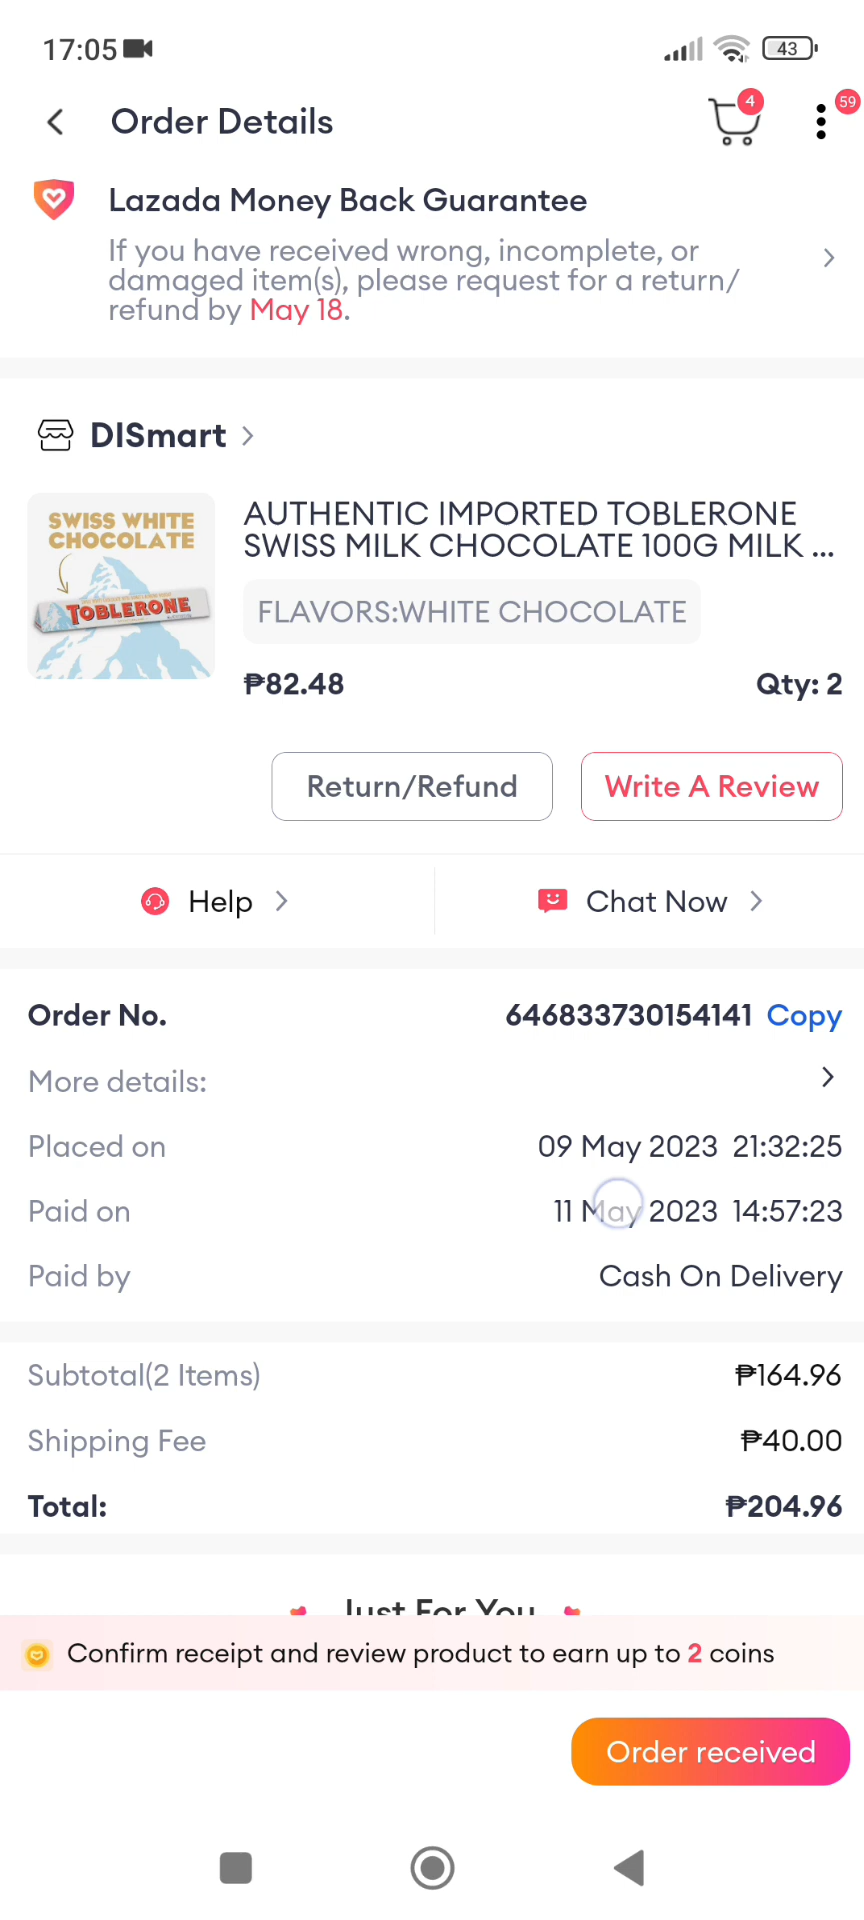 17:05
43
Order Details
4
59
Lazada Money Back Guarantee
If you have received wrong, incomplete, or
damaged item(s), please request for a return/
refund by May 18.
DISmart
SWISS WHITE
CHOCOLATE
TOBLERONE
AUTHENTIC IMPORTED TOBLERONE
SWISS MILK CHOCOLATE 100G MILK ...
FLAVORS:WHITE CHOCOLATE
₱82.48
Qty: 2
Return/Refund
Write A Review
Help
Chat Now
Order No.
646833730154141 Copy
More details:
Placed on
09 May 2023 21:32:25
Paid on
11 May 2023 14:57:23
Paid by
Cash On Delivery
Subtotal(2 Items)
₱164.96
Shipping Fee
₱40.00
Total:
₱204.96
Just For You
Confirm receipt and review product to earn up to 2 coins
Order received